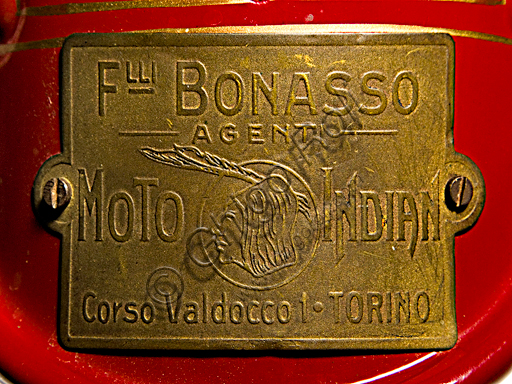 Flli BONASSO
AGENTI
MOTO INDIAN
Corso Valdocco 1 · TORINO